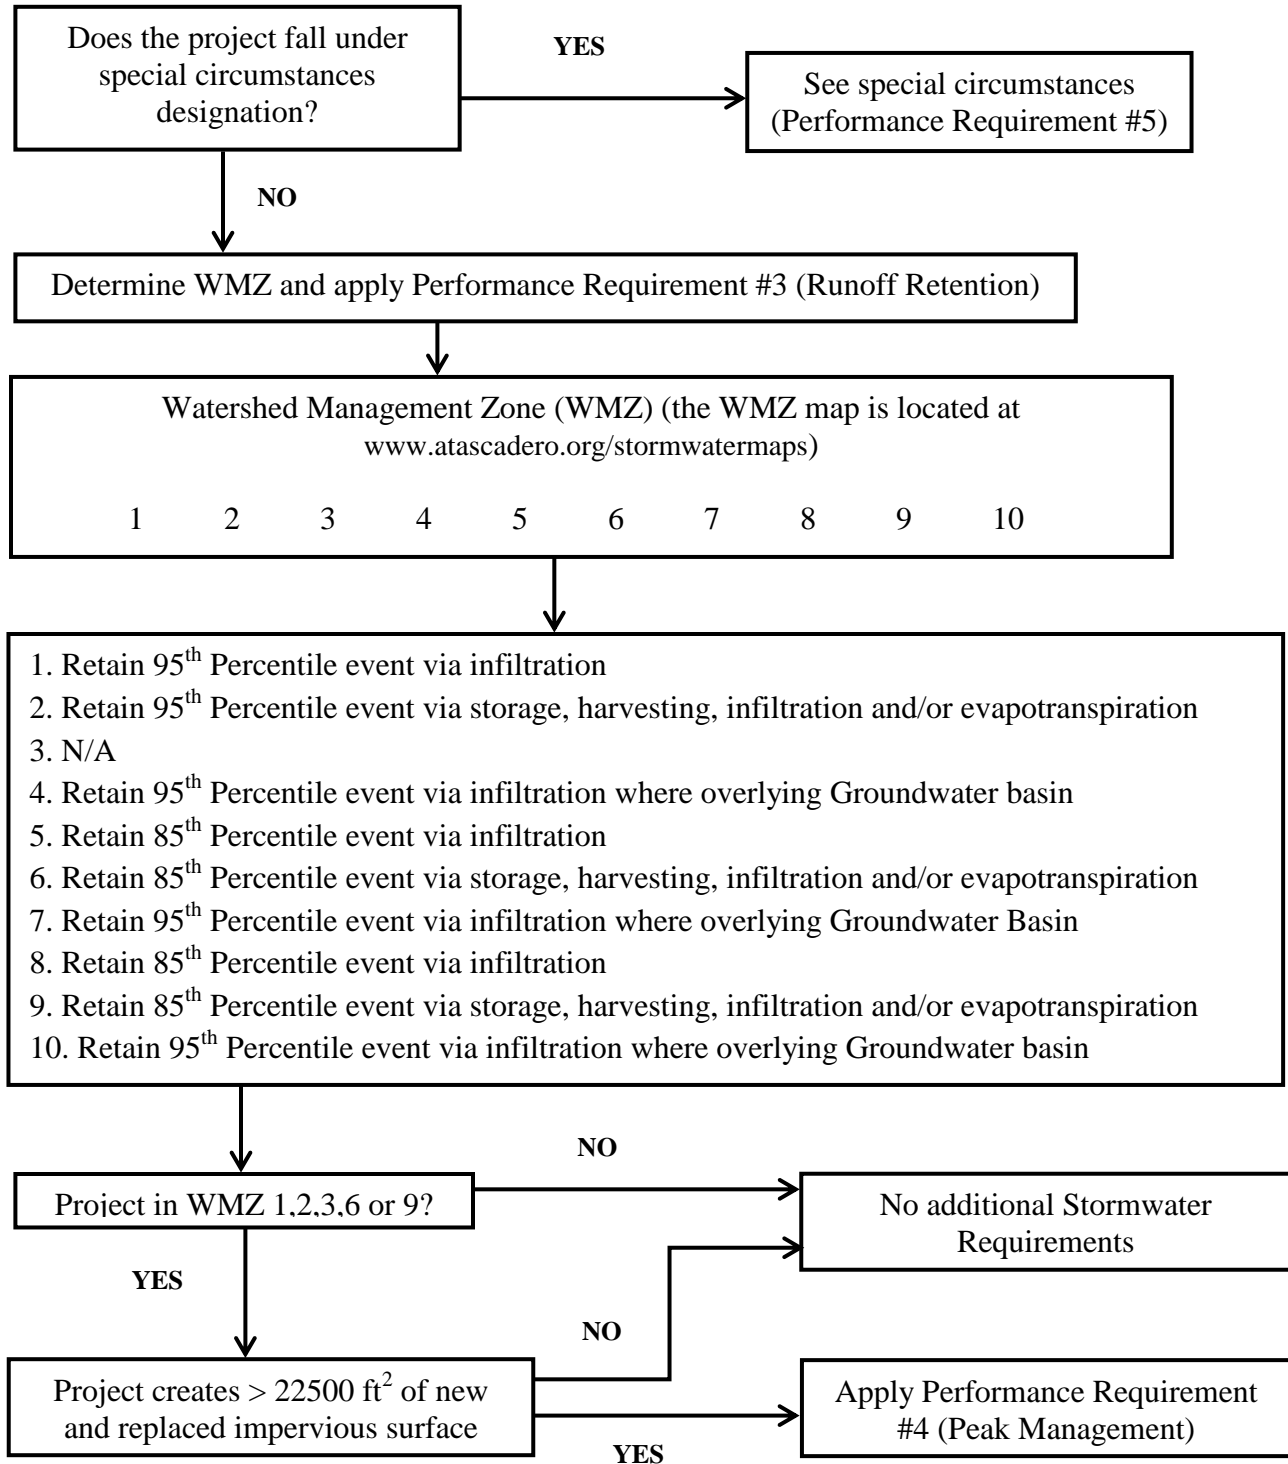 Does the project fall under
special circumstances
designation?
YES
See special circumstances
(Performance Requirement #5)
NO
Determine WMZ and apply Performance Requirement #3 (Runoff Retention)
Watershed Management Zone (WMZ) (the WMZ map is located at
www.atascadero.org/stormwatermaps)
1 2 3 4 5 6 7 8 9 10
1. Retain 95th Percentile event via infiltration
2. Retain 95th Percentile event via storage, harvesting, infiltration and/or evapotranspiration
3. N/A
4. Retain 95th Percentile event via infiltration where overlying Groundwater basin
5. Retain 85th Percentile event via infiltration
6. Retain 85th Percentile event via storage, harvesting, infiltration and/or evapotranspiration
7. Retain 95th Percentile event via infiltration where overlying Groundwater Basin
8. Retain 85th Percentile event via infiltration
9. Retain 85th Percentile event via storage, harvesting, infiltration and/or evapotranspiration
10. Retain 95th Percentile event via infiltration where overlying Groundwater basin
Project in WMZ 1,2,3,6 or 9?
NO
No additional Stormwater
Requirements
YES
NO
Project creates > 22500 ft2 of new
and replaced impervious surface
YES
Apply Performance Requirement
#4 (Peak Management)